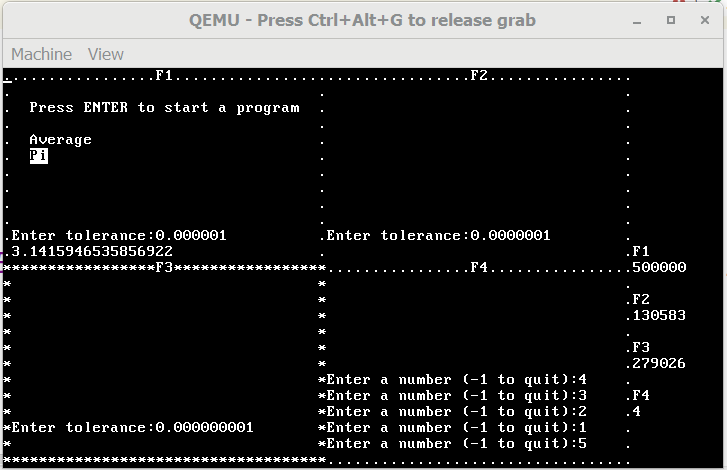 QEMU - Press Ctrl+Alt+G to release grab
Machine View
.................F1.................................F2................
Press ENTER to start a program
Average
Pi
.Enter tolerance:0.000001 .Enter tolerance:0.0000001 .
.3.1415946535856922 . .F1
*****************F3*****************................F4................500000
.F2
.130583
.F3
.279026
*Enter a number (-1 to quit):4 .
*Enter a number (-1 to quit):3 .F4
*Enter a number (-1 to quit):2 .4
*Enter tolerance:0.000000001 *Enter a number (-1 to quit):1 .
*Enter a number (-1 to quit):5 .